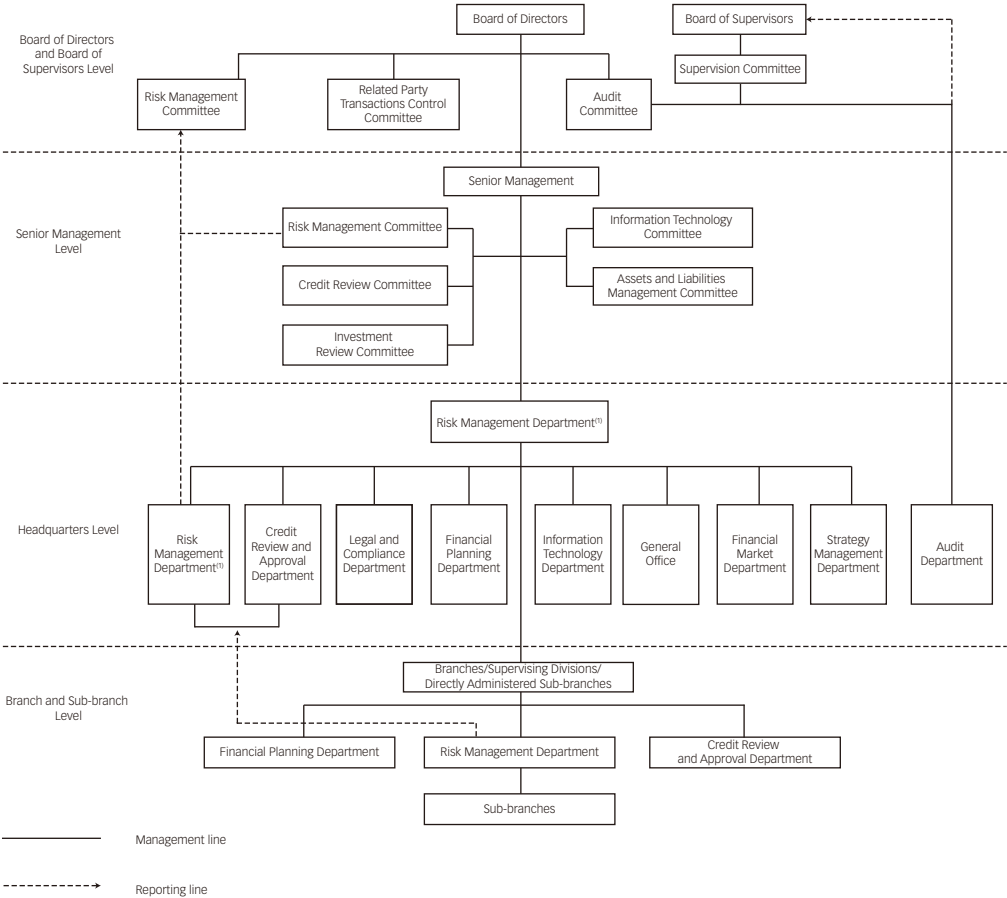 Board of Directors
Board of Supervisors
Board of Directors
and Board of
Supervisors Level
Supervision Committee
Risk Management
Committee
Related Party
Transactions Control
Committee
Audit
Committee
Senior Management
Senior Management
Level
Risk Management Committee
Information Technology
Committee
Credit Review Committee
Assets and Liabilities
Management Committee
Investment
Review Committee
Risk Management Department(1)
Headquarters Level
Risk
Management
Department(1)
Credit
Review and
Approval
Department
Legal and
Compliance
Department
Financial
Planning
Department
Information
Technology
Department
General
Office
Financial
Market
Department
Strategy
Management
Department
Audit
Department
Branch and Sub-branch
Level
Branches/Supervising Divisions/
Directly Administered Sub-branches
Financial Planning Department
Risk Management Department
Credit Review
and Approval Department
Sub-branches
Management line
Reporting line